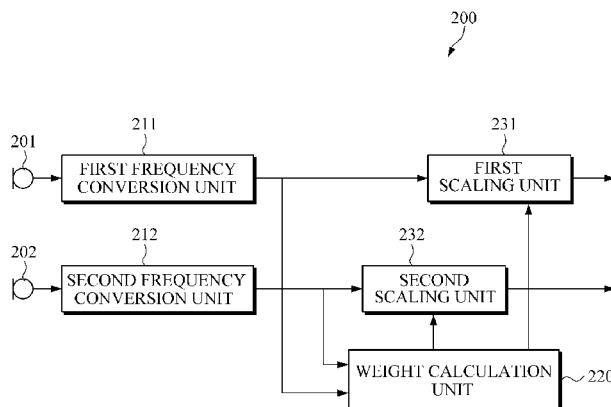 200
201
211
231
FIRST FREQUENCY
CONVERSION UNIT
FIRST
SCALING UNIT
202
212
232
SECOND FREQUENCY
CONVERSION UNIT
SECOND
SCALING UNIT
WEIGHT CALCULATION
UNIT
220